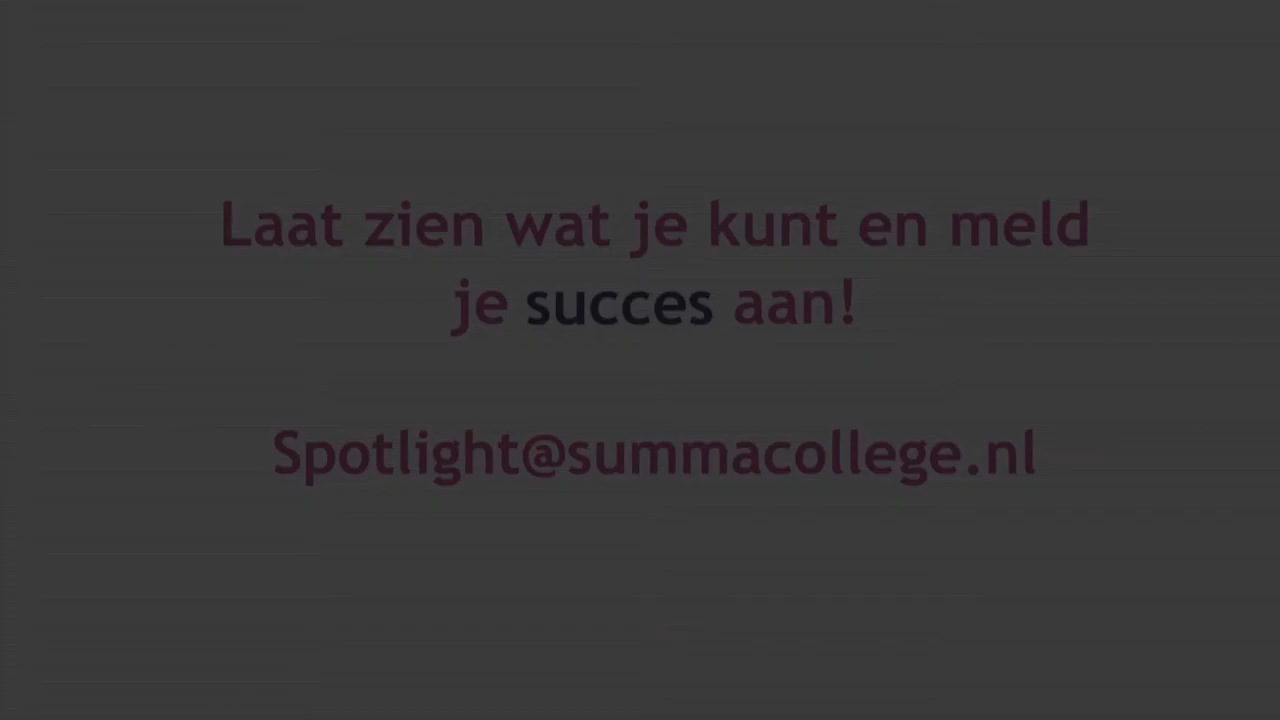 Laat zien wat je kunt en meld
je succes aan!
Spotlight@summacollege.nl